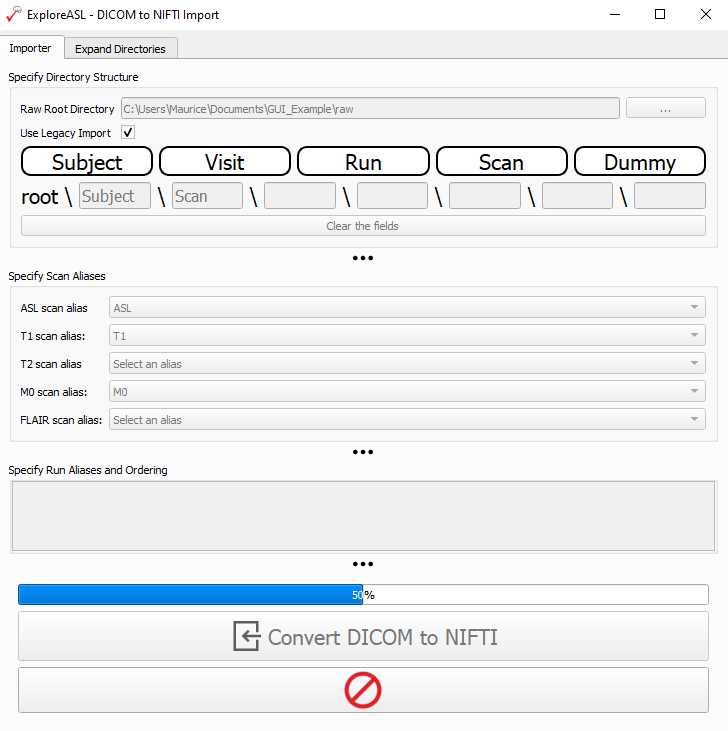 ExploreASL - DICOM to NIFTI Import
Importer Expand Directories
Specify Directory Structure
Raw Root Directory C:\Users\Maurice\Documents\GUI_Example\raw ...
Use Legacy Import
Subject Visit Run Scan Dummy
root \ Subject \ Scan \ \ \ \ \
Clear the fields
Specify Scan Aliases
ASL scan alias ASL
T1 scan alias: T1
T2 scan alias Select an alias
M0 scan alias: M0
FLAIR scan alias: Select an alias
Specify Run Aliases and Ordering
50%
Convert DICOM to NIFTI